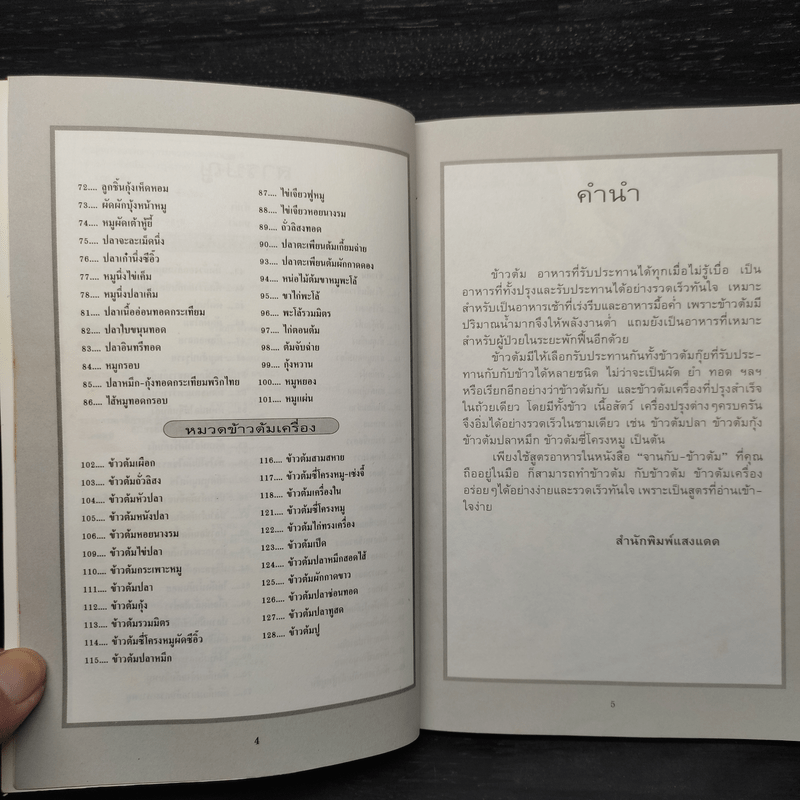 72.... ลูกชิ้นกุ้งเห็ดหอม
73.... ผัดผักบุ้งหน้าหมู
74.... หมูผัดเต้าหู้ยี้
75.... ปลาจะละเม็ดนึ่ง
76.... ปลาเก๋านึ่งซีอิ๊ว
77.... หมูนึ่งไข่เค็ม
78.... หมูนึ่งปลาเค็ม
81.... ปลาเนื้ออ่อนทอดกระเทียม
82.... ปลาใบขนุนทอด
83.... ปลาอินทรีทอด
84.... หมูกรอบ
85.... ปลาหมึก-กุ้งทอดกระเทียมพริกไทย
86.... ไส้หมูทอดกรอบ
87.... ไข่เจียวฟูหมู
88.... ไข่เจียวหอยนางรม
89.... ถั่วลิสงทอด
90.... ปลาตะเพียนต้มเกี้ยมฉ่าย
93.... ปลาตะเพียนต้มผักกาดดอง
94.... หน่อไม้ต้มขาหมูพะโล้
95.... ขาไก่พะโล้
96.... พะโล้รวมมิตร
97.... ไก่ตอนต้ม
98.... ต้มจับฉ่าย
99.... กุ้งหวาน
100.... หมูหยอง
101.... หมูแผ่น
หมวดข้าวต้มเครื่อง
102.... ข้าวต้มเผือก
103.... ข้าวต้มถั่วลิสง
104.... ข้าวต้มหัวปลา
105.... ข้าวต้มหนังปลา
106.... ข้าวต้มหอยนางรม
109.... ข้าวต้มไข่ปลา
110.... ข้าวต้มกระเพาะหมู
111.... ข้าวต้มปลา
112.... ข้าวต้มกุ้ง
113.... ข้าวต้มรวมมิตร
114.... ข้าวต้มซี่โครงหมูผัดซีอิ๊ว
115.... ข้าวต้มปลาหมึก
116.... ข้าวต้มสามสหาย
117.... ข้าวต้มซี่โครงหมู-เซ่งจี๊
118.... ข้าวต้มเครื่องใน
121.... ข้าวต้มซี่โครงหมู
122.... ข้าวต้มไก่ทรงเครื่อง
123.... ข้าวต้มเป็ด
124.... ข้าวต้มปลาหมึกสอดไส้
125.... ข้าวต้มผักกาดขาว
126.... ข้าวต้มปลาช่อนทอด
127.... ข้าวต้มปลาทูสด
128.... ข้าวต้มปู
4
คำนำ
ข้าวต้ม อาหารที่รับประทานได้ทุกเมื่อไม่รู้เบื่อ เป็น
อาหารที่ทั้งปรุงและรับประทานได้อย่างรวดเร็วทันใจ เหมาะ
สำหรับเป็นอาหารเช้าที่เร่งรีบและอาหารมื้อค่ำ เพราะข้าวต้มมี
ปริมาณน้ำมากจึงให้พลังงานต่ำ แถมยังเป็นอาหารที่เหมาะ
สำหรับผู้ป่วยในระยะพักฟื้นอีกด้วย
ข้าวต้มมีให้เลือกรับประทานกันทั้งข้าวต้มกุ๊ยที่รับประ-
ทานกับกับข้าวได้หลายชนิด ไม่ว่าจะเป็นผัด ยำ ทอด ฯลฯ
หรือเรียกอีกอย่างว่าข้าวต้มกับ และข้าวต้มเครื่องที่ปรุงสำเร็จ
ในถ้วยเดียว โดยมีทั้งข้าว เนื้อสัตว์ เครื่องปรุงต่างๆครบครัน
จึงอิ่มได้อย่างรวดเร็วในชามเดียว เช่น ข้าวต้มปลา ข้าวต้มกุ้ง
ข้าวต้มปลาหมึก ข้าวต้มซี่โครงหมู เป็นต้น
เพียงใช้สูตรอาหารในหนังสือ “จานกับ-ข้าวต้ม” ที่คุณ
ถืออยู่ในมือ ก็สามารถทำข้าวต้ม กับข้าวต้ม ข้าวต้มเครื่อง
อร่อยๆได้อย่างง่ายและรวดเร็วทันใจ เพราะเป็นสูตรที่อ่านเข้า-
ใจง่าย
สำนักพิมพ์แสงแดด
5